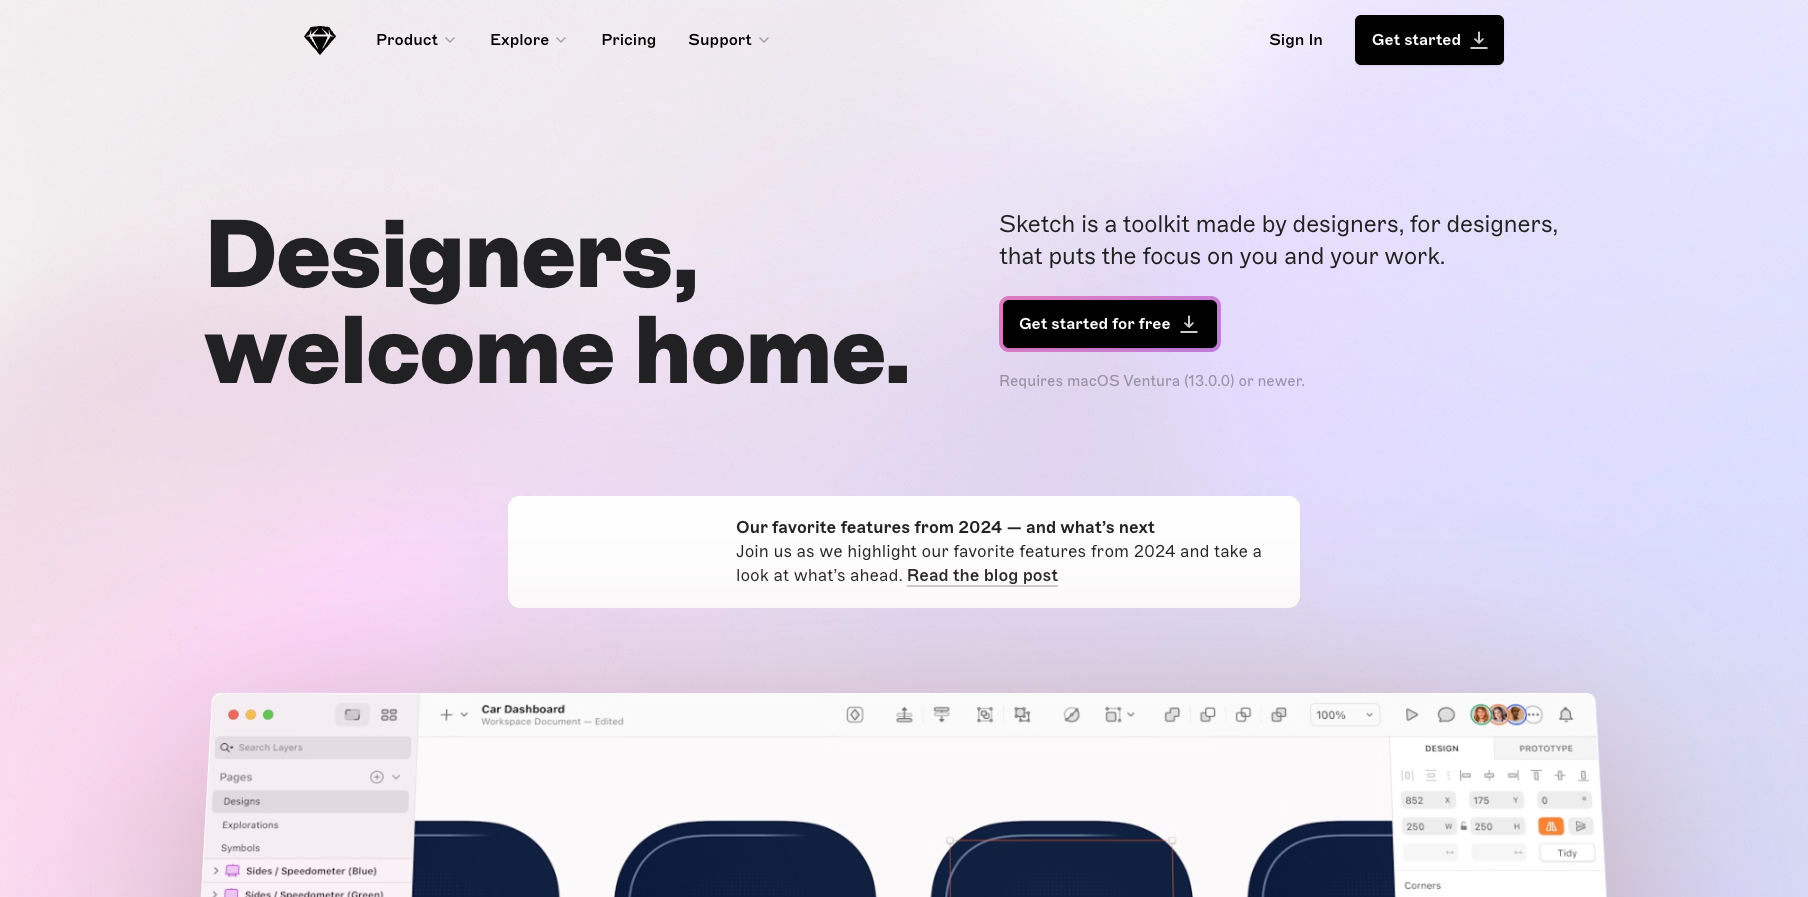 Product
Explore
Pricing
Support
Sign In
Get started
Designers,
welcome home.
Sketch is a toolkit made by designers, for designers,
that puts the focus on you and your work.
Get started for free
Requires macOS Ventura (13.0.0) or newer.
Our favorite features from 2024 — and what’s next
Join us as we highlight our favorite features from 2024 and take a
look at what’s ahead. Read the blog post
Car Dashboard
Workspace Document — Edited
100%
Search Layers
Pages
Designs
Explorations
Symbols
Sides / Speedometer (Blue)
Sides / Speedometer (Green)
DESIGN
PROTOTYPE
852 X
175 Y
0 °
250 W
250 H
Tidy
Corners